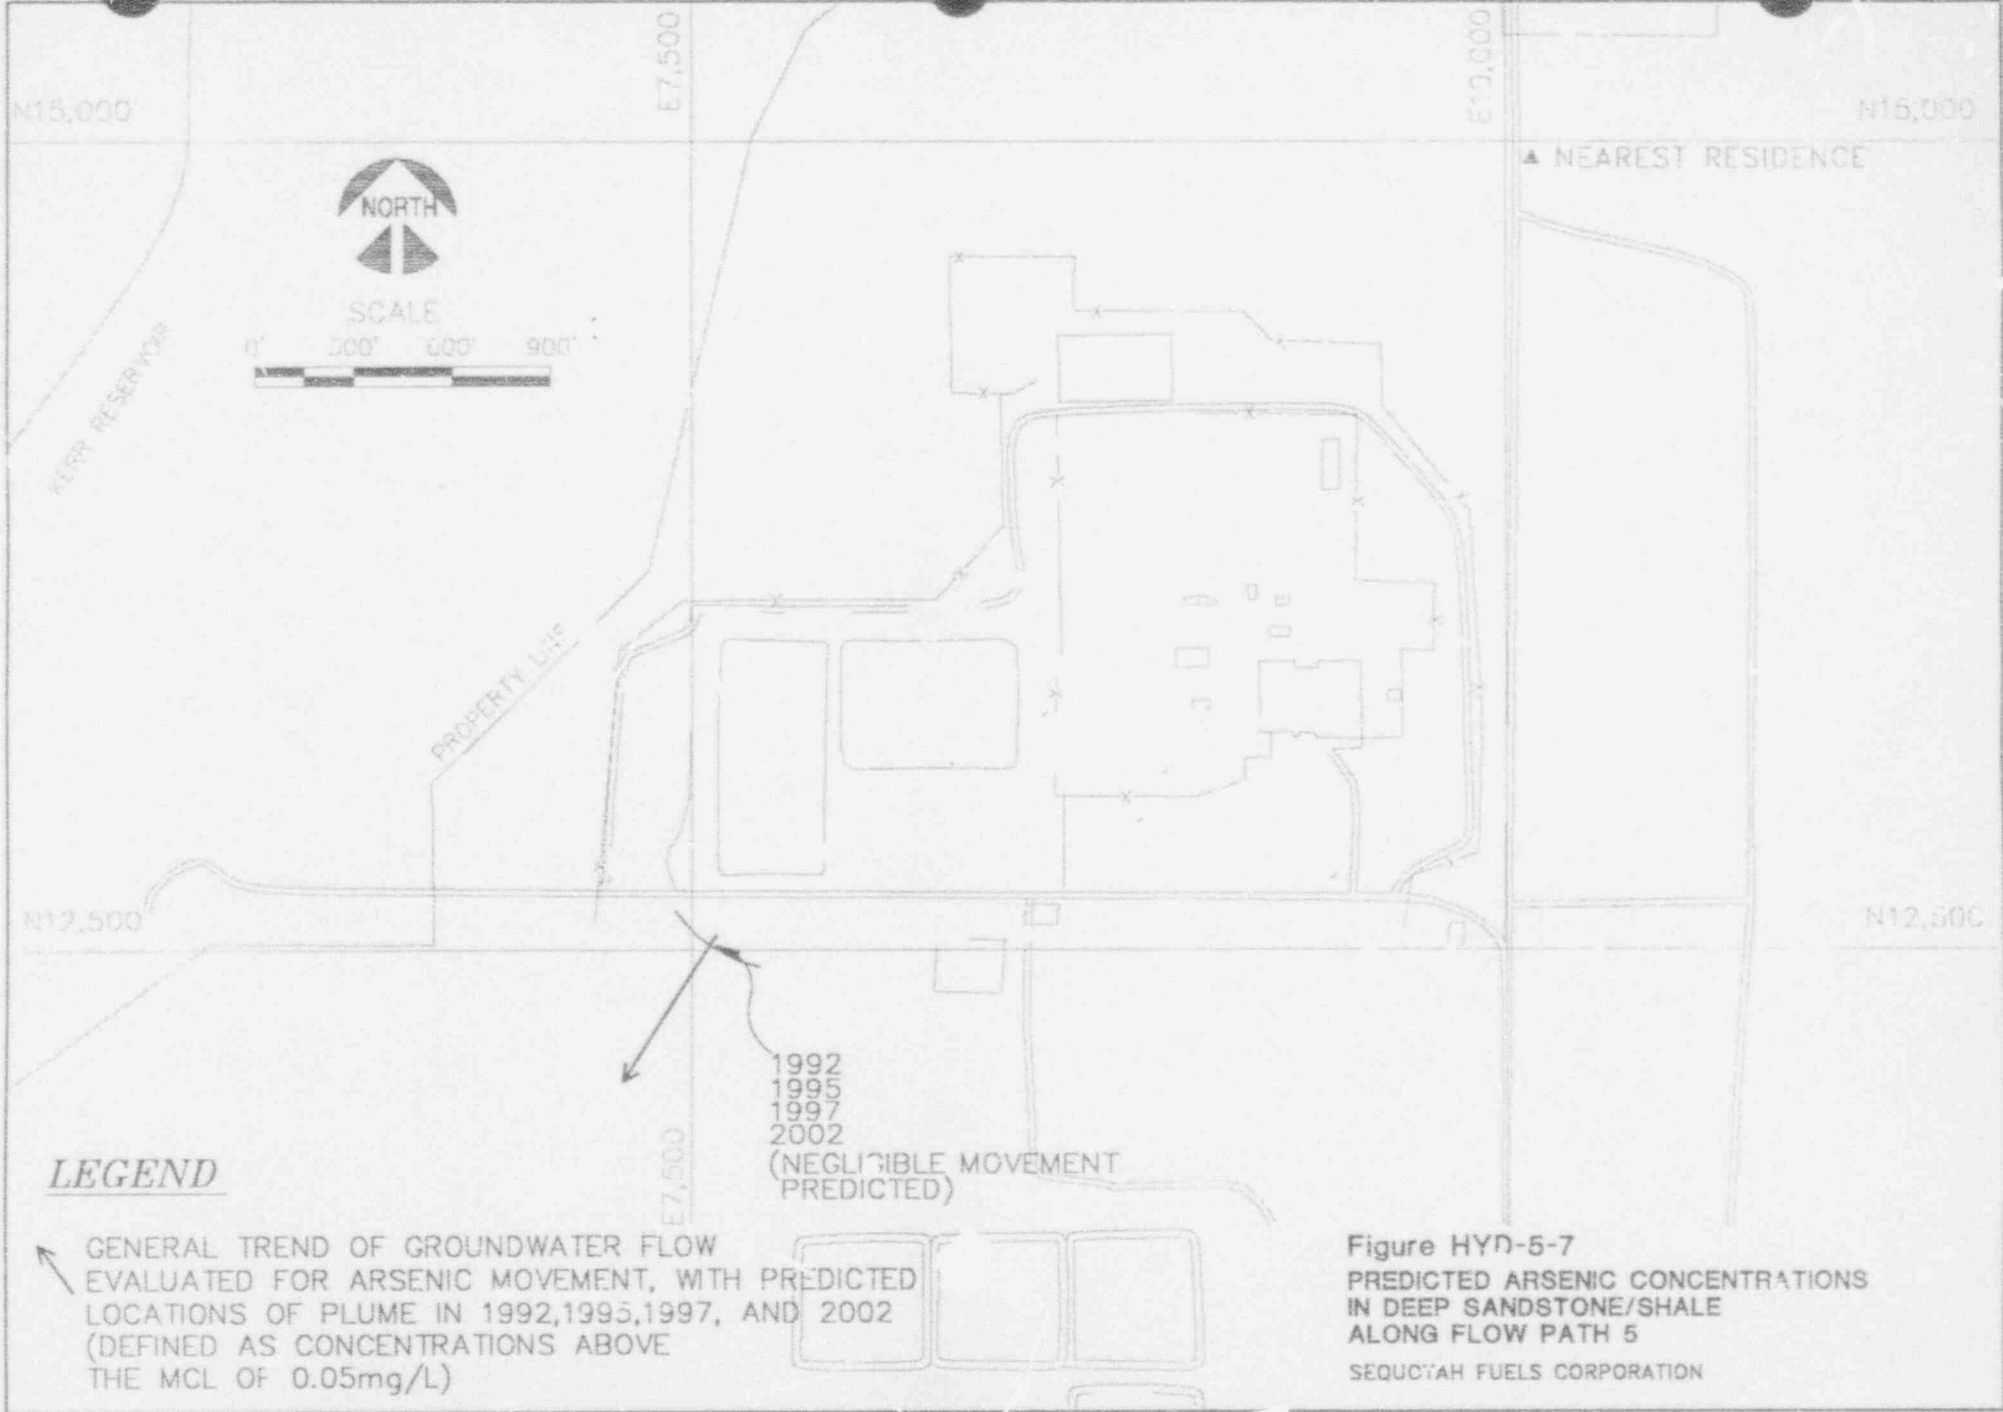 E7,500
E10,000
N15,000
N15,000
▲ NEAREST RESIDENCE
NORTH
SCALE
0' 300' 600' 900'
KERR RESERVOIR
PROPERTY LINE
N12,500
N12,500
1992
1995
1997
2002
(NEGLIGIBLE MOVEMENT
PREDICTED)
E7,500
LEGEND
GENERAL TREND OF GROUNDWATER FLOW
EVALUATED FOR ARSENIC MOVEMENT, WITH PREDICTED
LOCATIONS OF PLUME IN 1992,1995,1997, AND 2002
(DEFINED AS CONCENTRATIONS ABOVE
THE MCL OF 0.05mg/L)
Figure HYD-5-7
PREDICTED ARSENIC CONCENTRATIONS
IN DEEP SANDSTONE/SHALE
ALONG FLOW PATH 5
SEQUOYAH FUELS CORPORATION